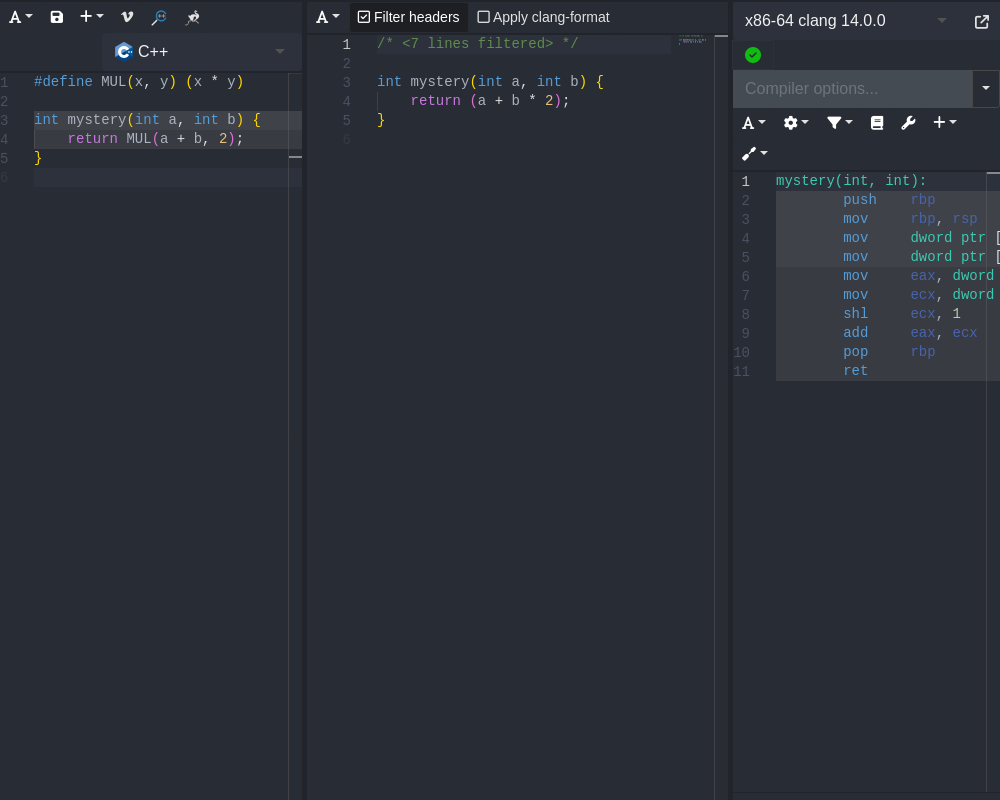 A
C++
1 #define MUL(x, y) (x * y)
2
3 int mystery(int a, int b) {
4     return MUL(a + b, 2);
5 }
6
A Filter headers Apply clang-format
1 /* <7 lines filtered> */
2
3 int mystery(int a, int b) {
4     return (a + b * 2);
5 }
6
x86-64 clang 14.0.0
Compiler options...
A
1 mystery(int, int):
2         push    rbp
3         mov     rbp, rsp
4         mov     dword ptr [
5         mov     dword ptr [
6         mov     eax, dword
7         mov     ecx, dword
8         shl     ecx, 1
9         add     eax, ecx
10         pop     rbp
11         ret